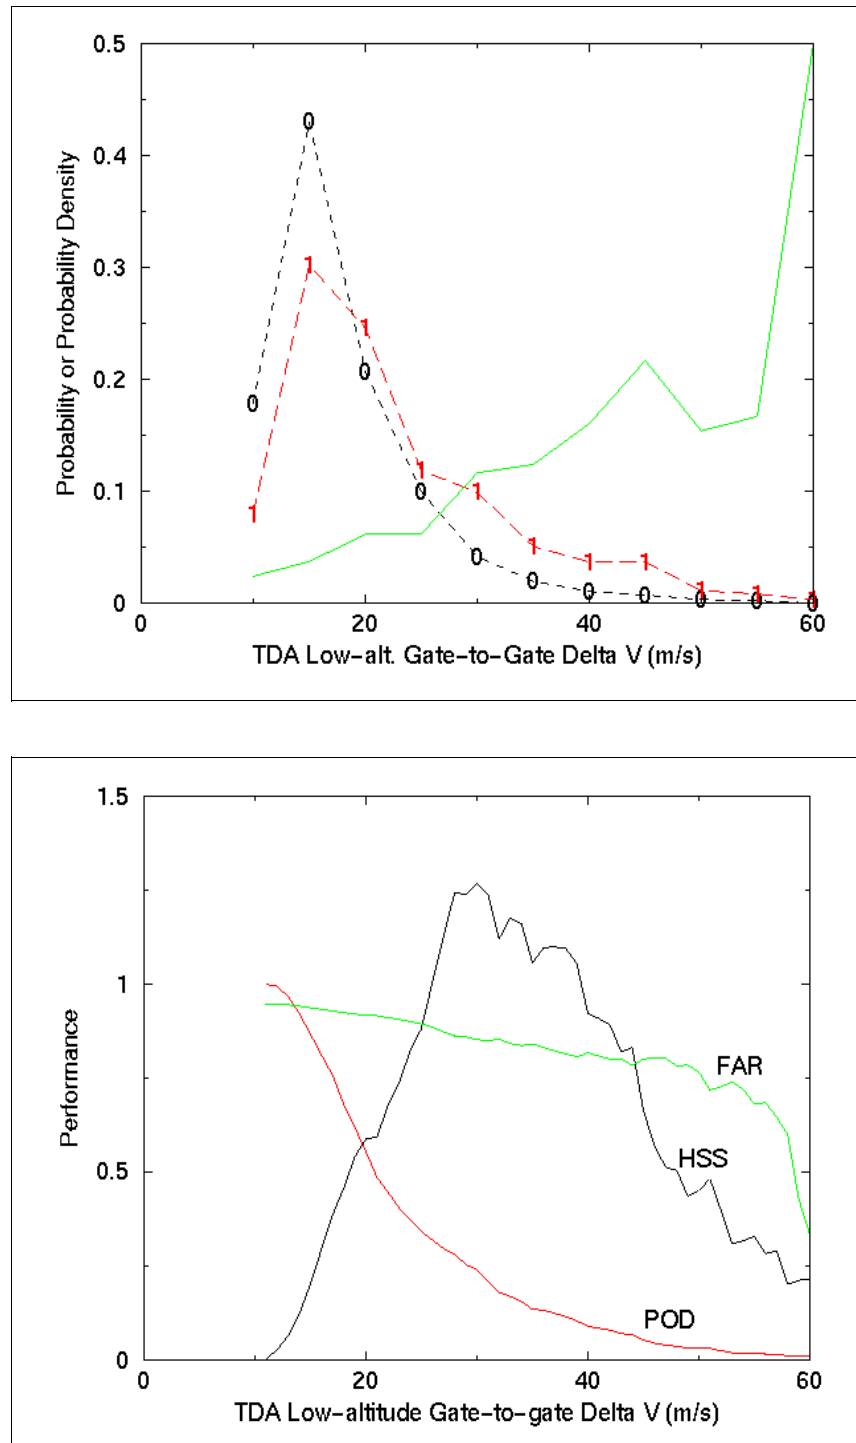 0.5
0.4
0.3
0.2
0.1
0
Probability or Probability Density
0 0 0 0 0 0 0 0 0 0 0
1 1 1 1 1 1 1 1 1 1 1
0 20 40 60
TDA Low-alt. Gate-to-Gate Delta V (m/s)
1.5
1
0.5
0
Performance
FAR
HSS
POD
0 20 40 60
TDA Low-altitude Gate-to-gate Delta V (m/s)